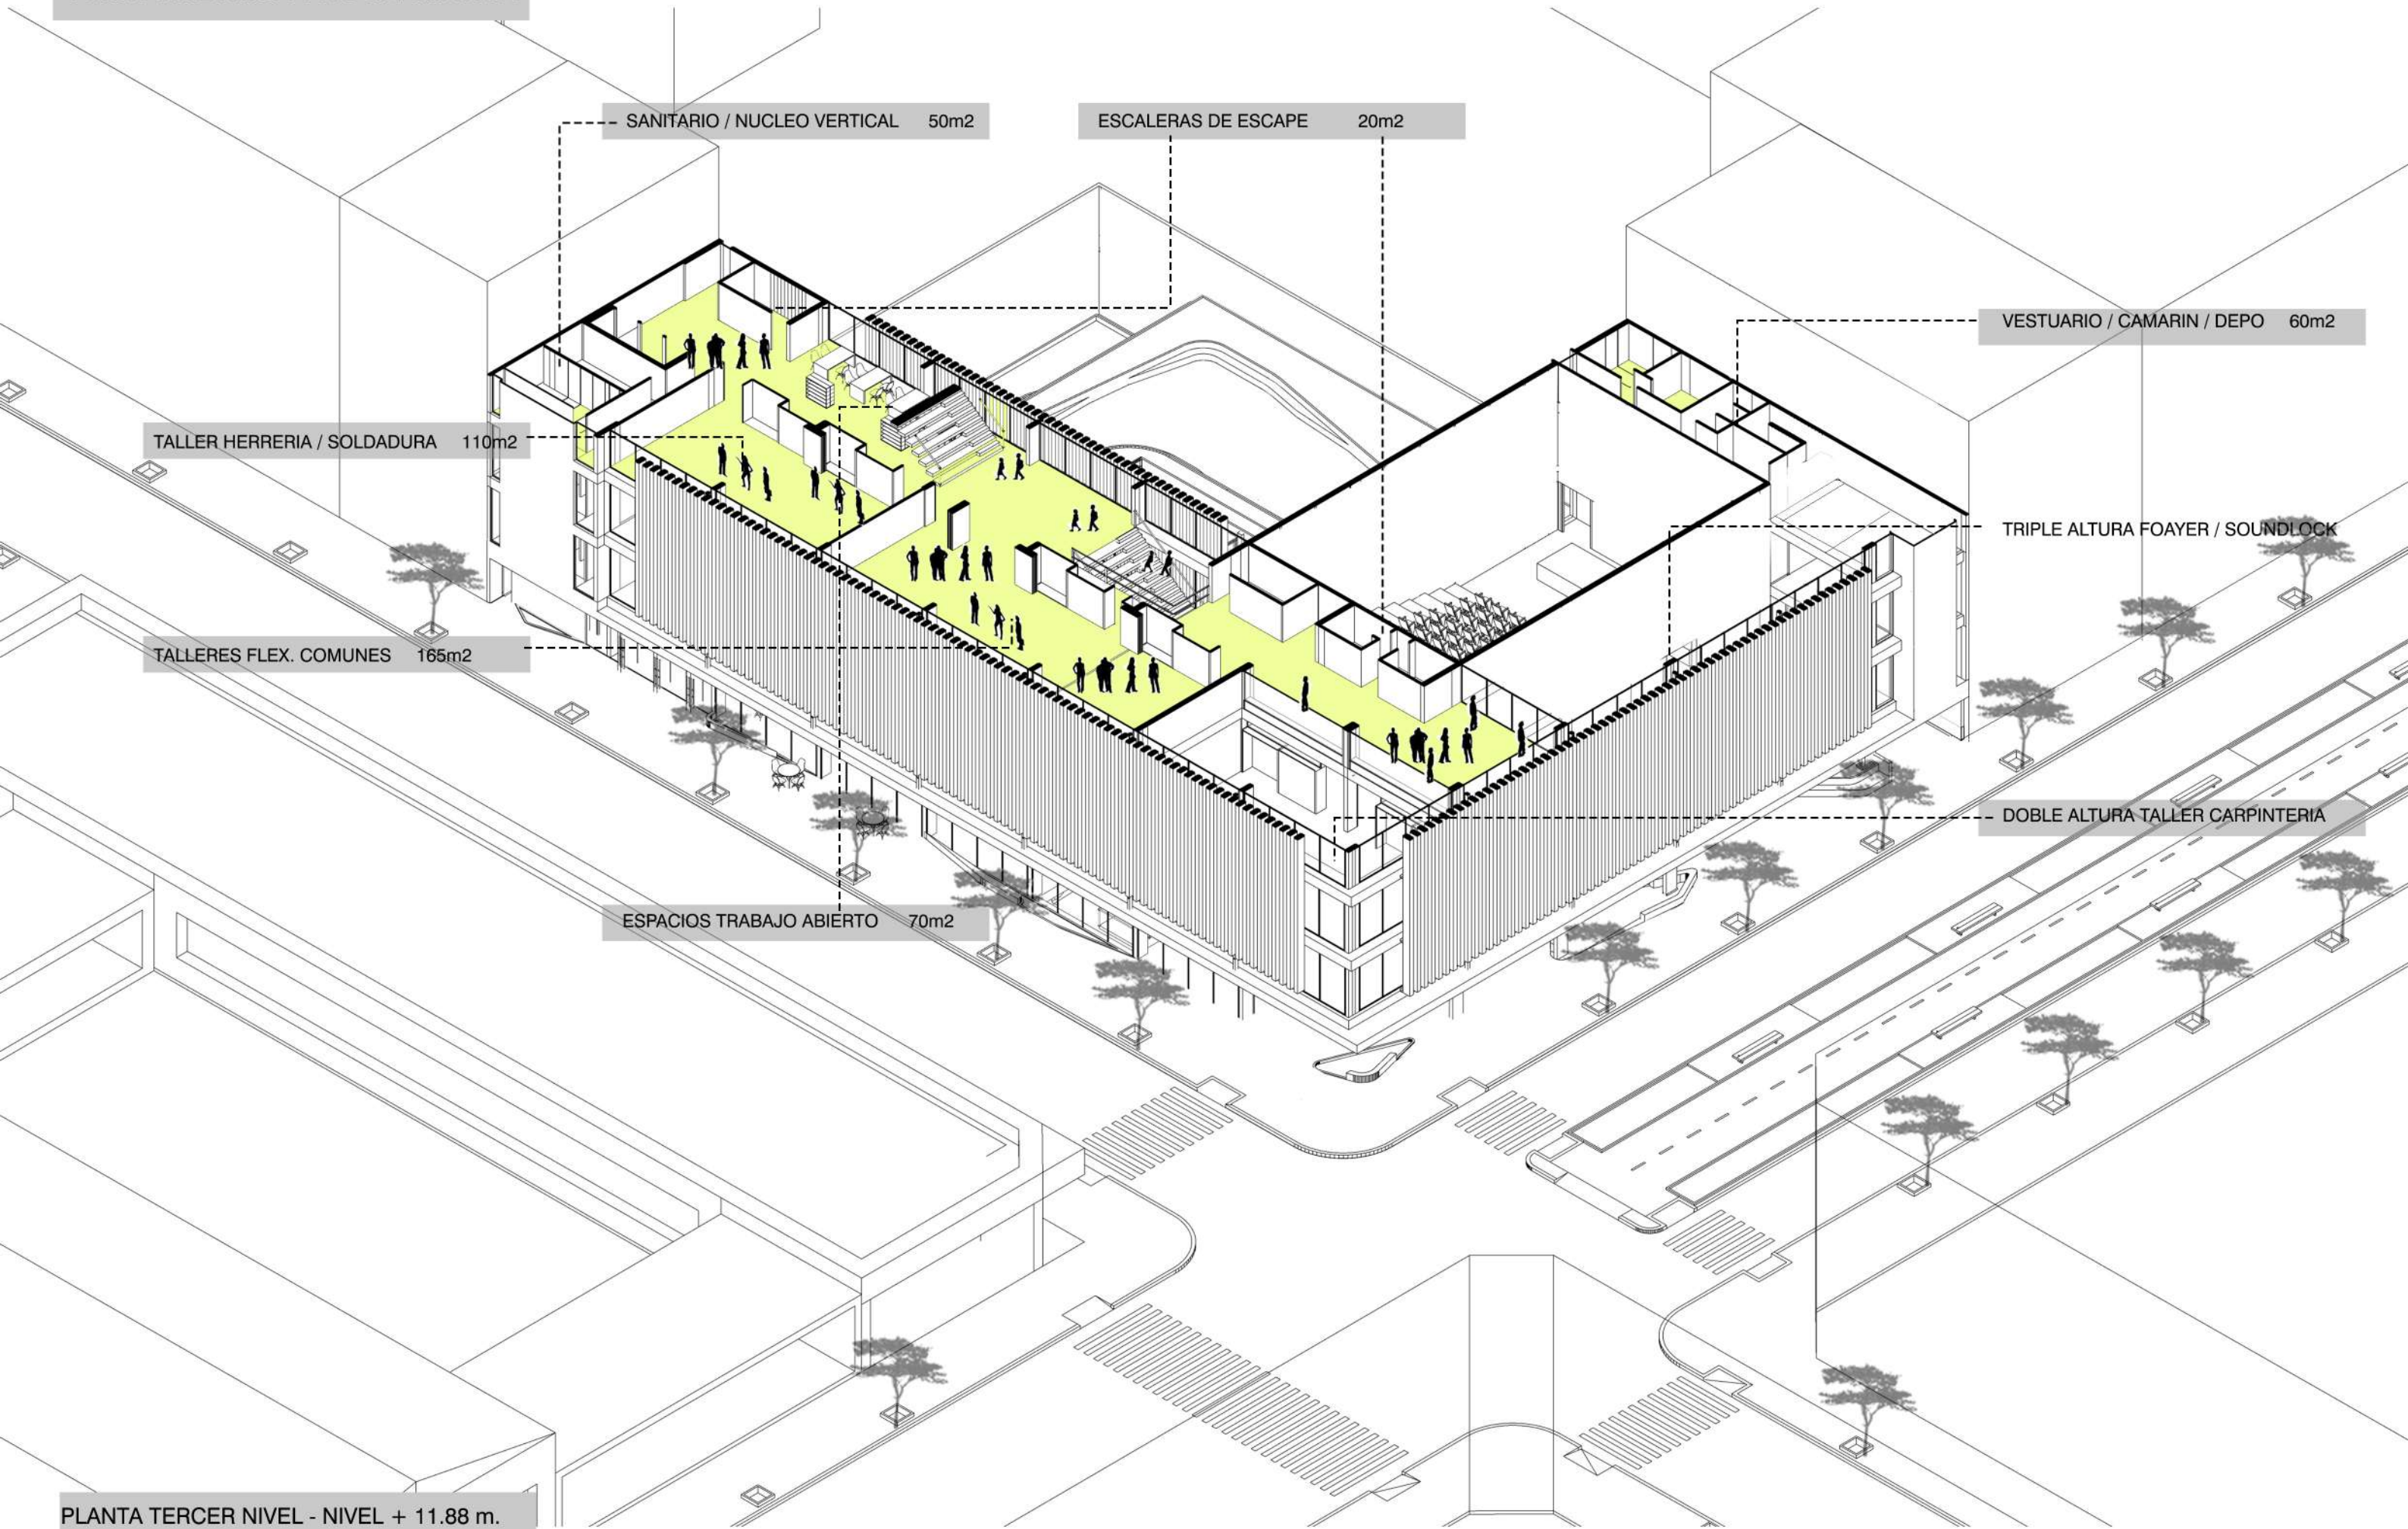 SANITARIO / NUCLEO VERTICAL 50m2
ESCALERAS DE ESCAPE 20m2
VESTUARIO / CAMARIN / DEPO 60m2
TALLER HERRERIA / SOLDADURA 110m2
TRIPLE ALTURA FOAYER / SOUNDLOCK
TALLERES FLEX. COMUNES 165m2
DOBLE ALTURA TALLER CARPINTERIA
ESPACIOS TRABAJO ABIERTO 70m2
PLANTA TERCER NIVEL - NIVEL + 11.88 m.